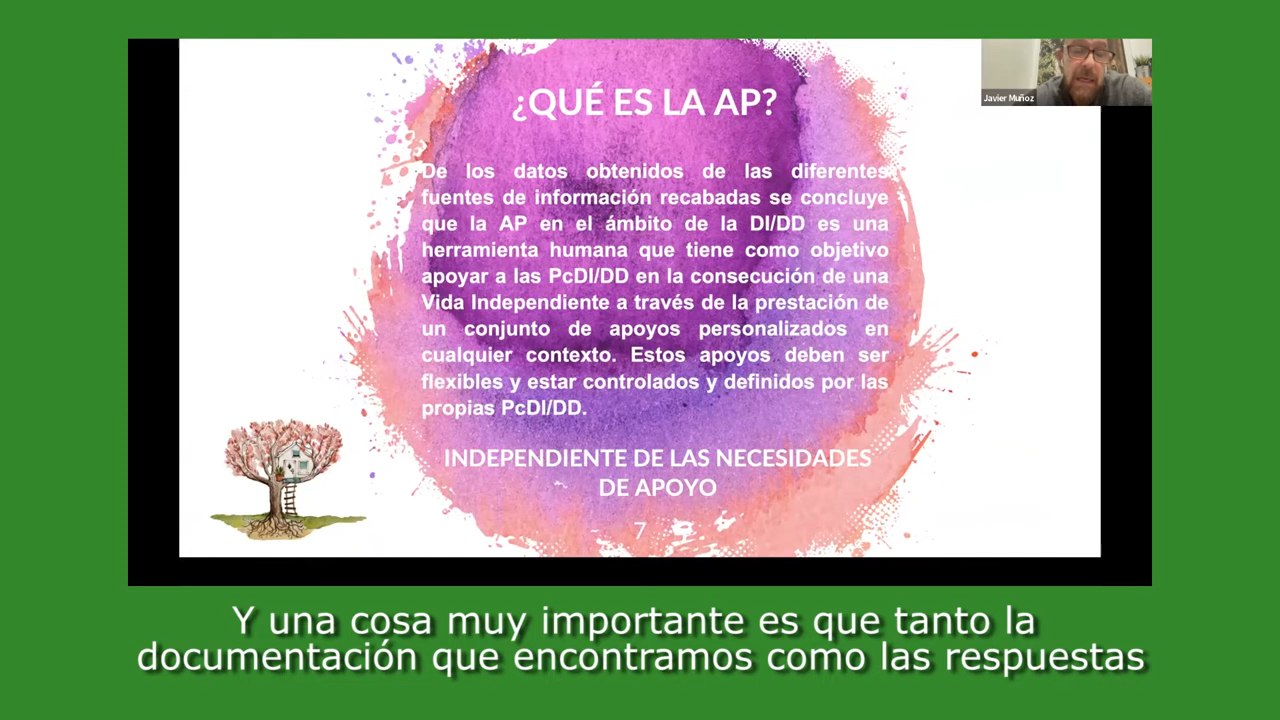 ¿QUÉ ES LA AP?
Javier Muñoz
De los datos obtenidos de las diferentes
fuentes de información recabadas se concluye
que la AP en el ámbito de la DI/DD es una
herramienta humana que tiene como objetivo
apoyar a las PcDI/DD en la consecución de una
Vida Independiente a través de la prestación de
un conjunto de apoyos personalizados en
cualquier contexto. Estos apoyos deben ser
flexibles y estar controlados y definidos por las
propias PcDI/DD.
INDEPENDIENTE DE LAS NECESIDADES
DE APOYO
7
Y una cosa muy importante es que tanto la
documentación que encontramos como las respuestas